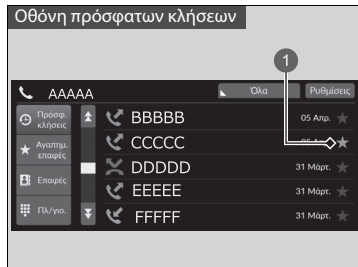 Οθόνη πρόσφατων κλήσεων
1
AAAAA
Όλα
Ρυθμίσεις
Πρόσφ.
κλήσεις
Αγαπημ.
επαφές
Επαφές
Πλ/γιο.
BBBBB
05 Απρ.
CCCCC
05
DDDDD
31 Μάρτ.
EEEEE
31 Μάρτ.
FFFFF
31 Μάρτ.